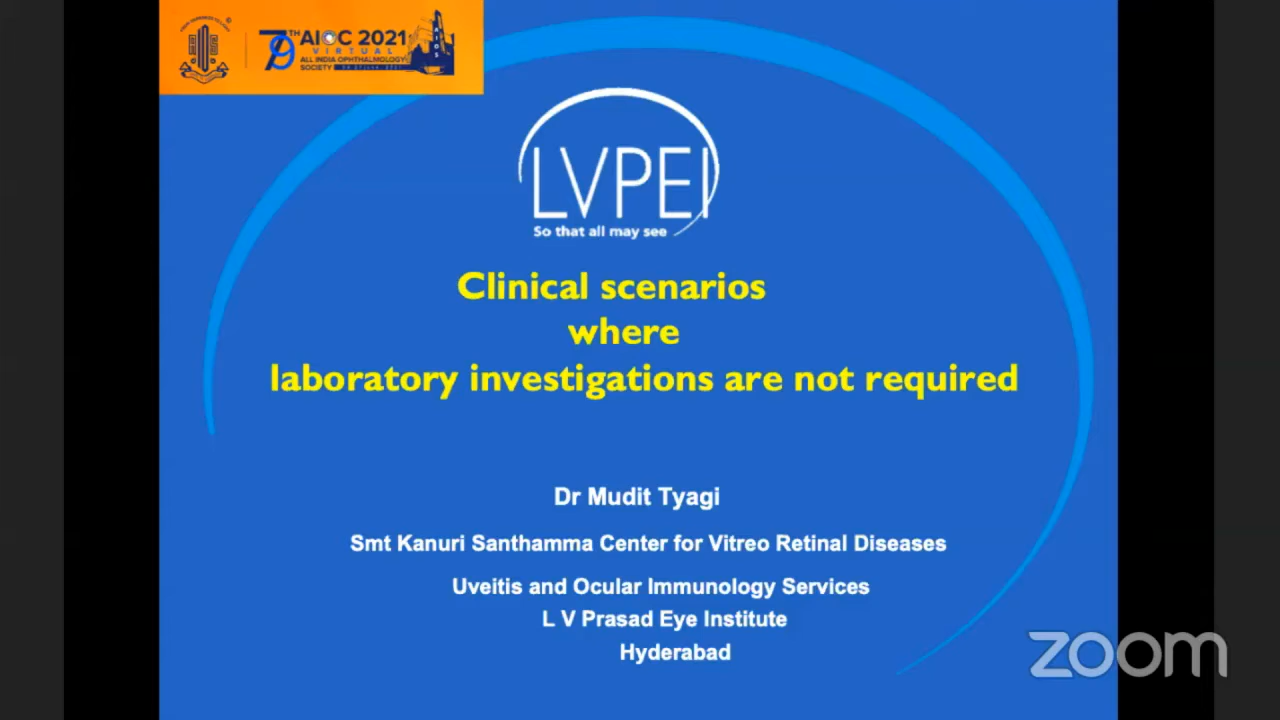 79TH AIOC 2021
VIRTUAL
ALL INDIA OPHTHALMOLOGY
SOCIETY
AIOS
LVPEI
So that all may see
Clinical scenarios
where
laboratory investigations are not required
Dr Mudit Tyagi
Smt Kanuri Santhamma Center for Vitreo Retinal Diseases
Uveitis and Ocular Immunology Services
L V Prasad Eye Institute
Hyderabad
zoom